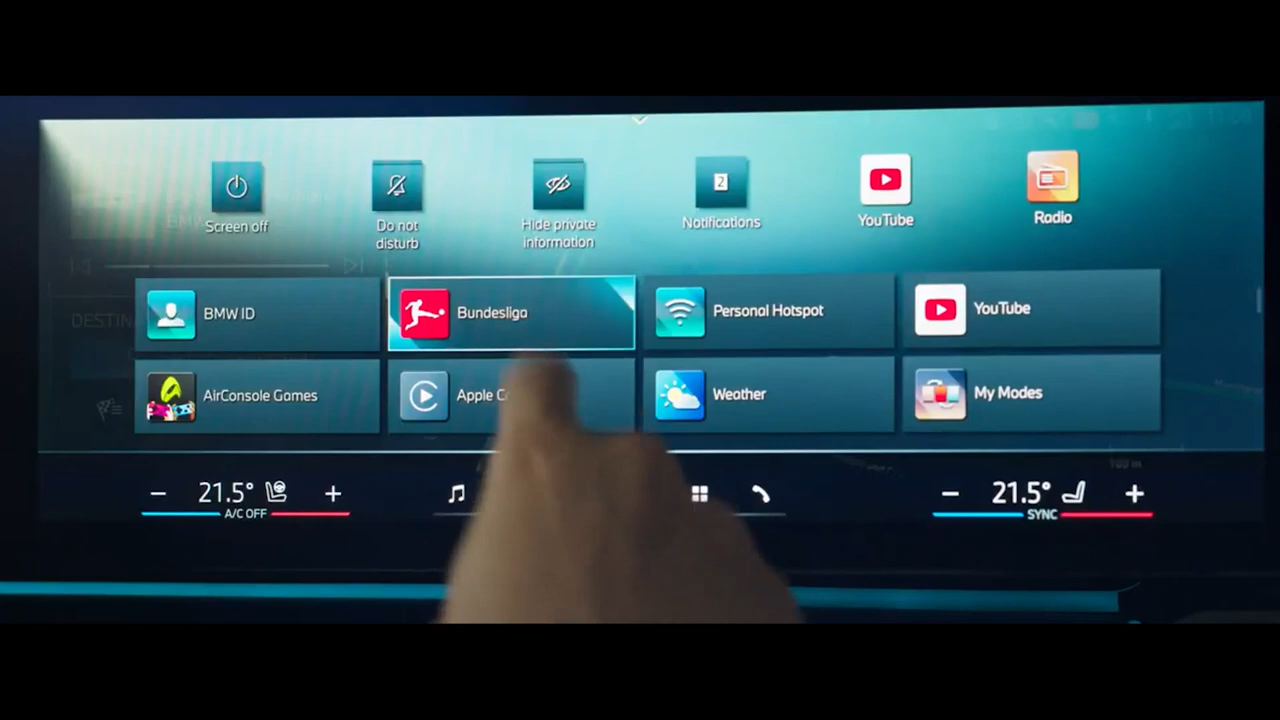 Screen off
Do not
disturb
Hide private
information
2
Notifications
YouTube
Radio
BMW ID
Bundesliga
Personal Hotspot
YouTube
AirConsole Games
Apple
Weather
My Modes
21.5°
A/C OFF
21.5°
SYNC